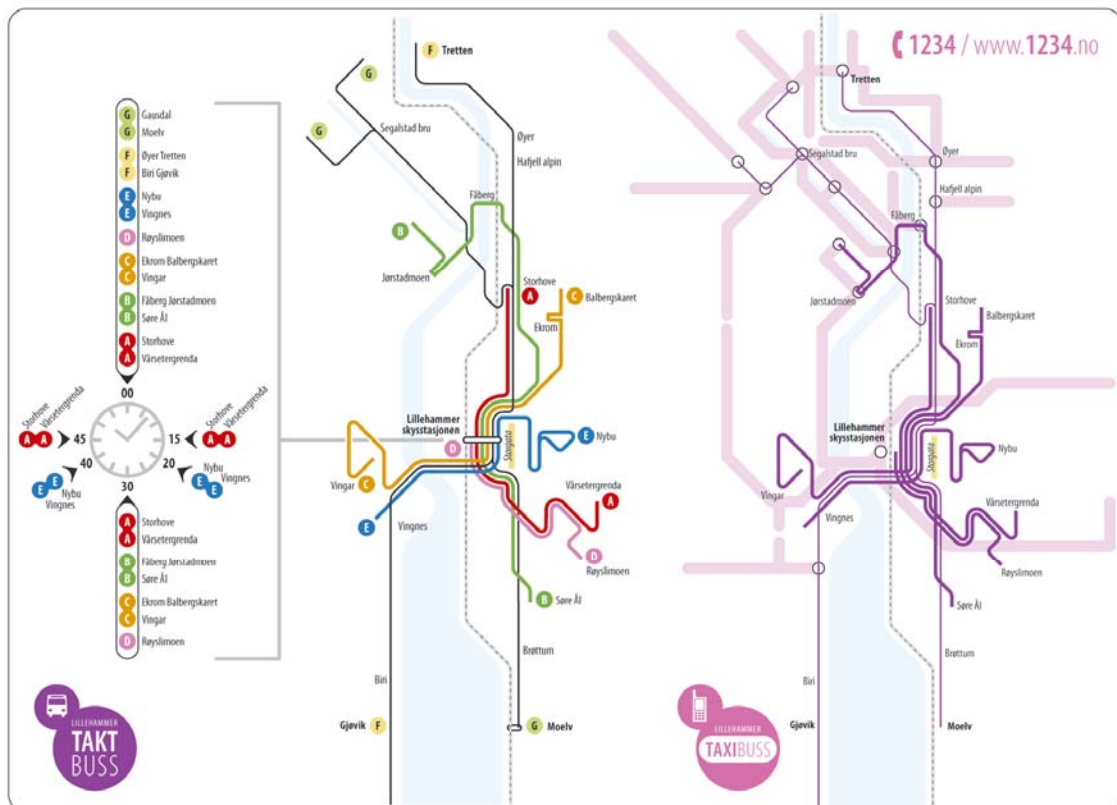 1234 / www.1234.no
G Gausdal
G Moelv
F Øyer Tretten
F Biri Gjøvik
E Nybu
E Vingnes
D Røyslimoen
C Ekrom Balbergskaret
C Vingar
B Fåberg Jørstadmoen
B Søre Ål
A Storhove
A Vårsetergrenda
00
Storhove
Vårsetergrenda
A A
45
15
Storhove
Vårsetergrenda
A A
40
E E
Nybu
Vingnes
20
Nybu
Vingnes
E E
30
A Storhove
A Vårsetergrenda
B Fåberg Jørstadmoen
B Søre Ål
C Ekrom Balbergskaret
C Vingar
D Røyslimoen
LILLEHAMMER
TAKT
BUSS
F Tretten
G
Segalstad bru
G
Øyer
Hafjell alpin
Fåberg
B
Jørstadmoen
Storhove
A
C Balbergskaret
Ekrom
Lillehammer
skysstasjonen
D
Storgata
E Nybu
Vingar C
E
Vingnes
Vårsetergrenda
A
D
Røyslimoen
B Søre Ål
Brøttum
Biri
Gjøvik F
G Moelv
Tretten
Segalstad bru
Øyer
Hafjell alpin
Fåberg
Jørstadmoen
Storhove
Balbergskaret
Ekrom
Lillehammer
skysstasjonen
Storgata
Nybu
Vingar
Vingnes
Vårsetergrenda
Røyslimoen
Søre Ål
Brøttum
Biri
Gjøvik
Moelv
LILLEHAMMER
TAXIBUSS